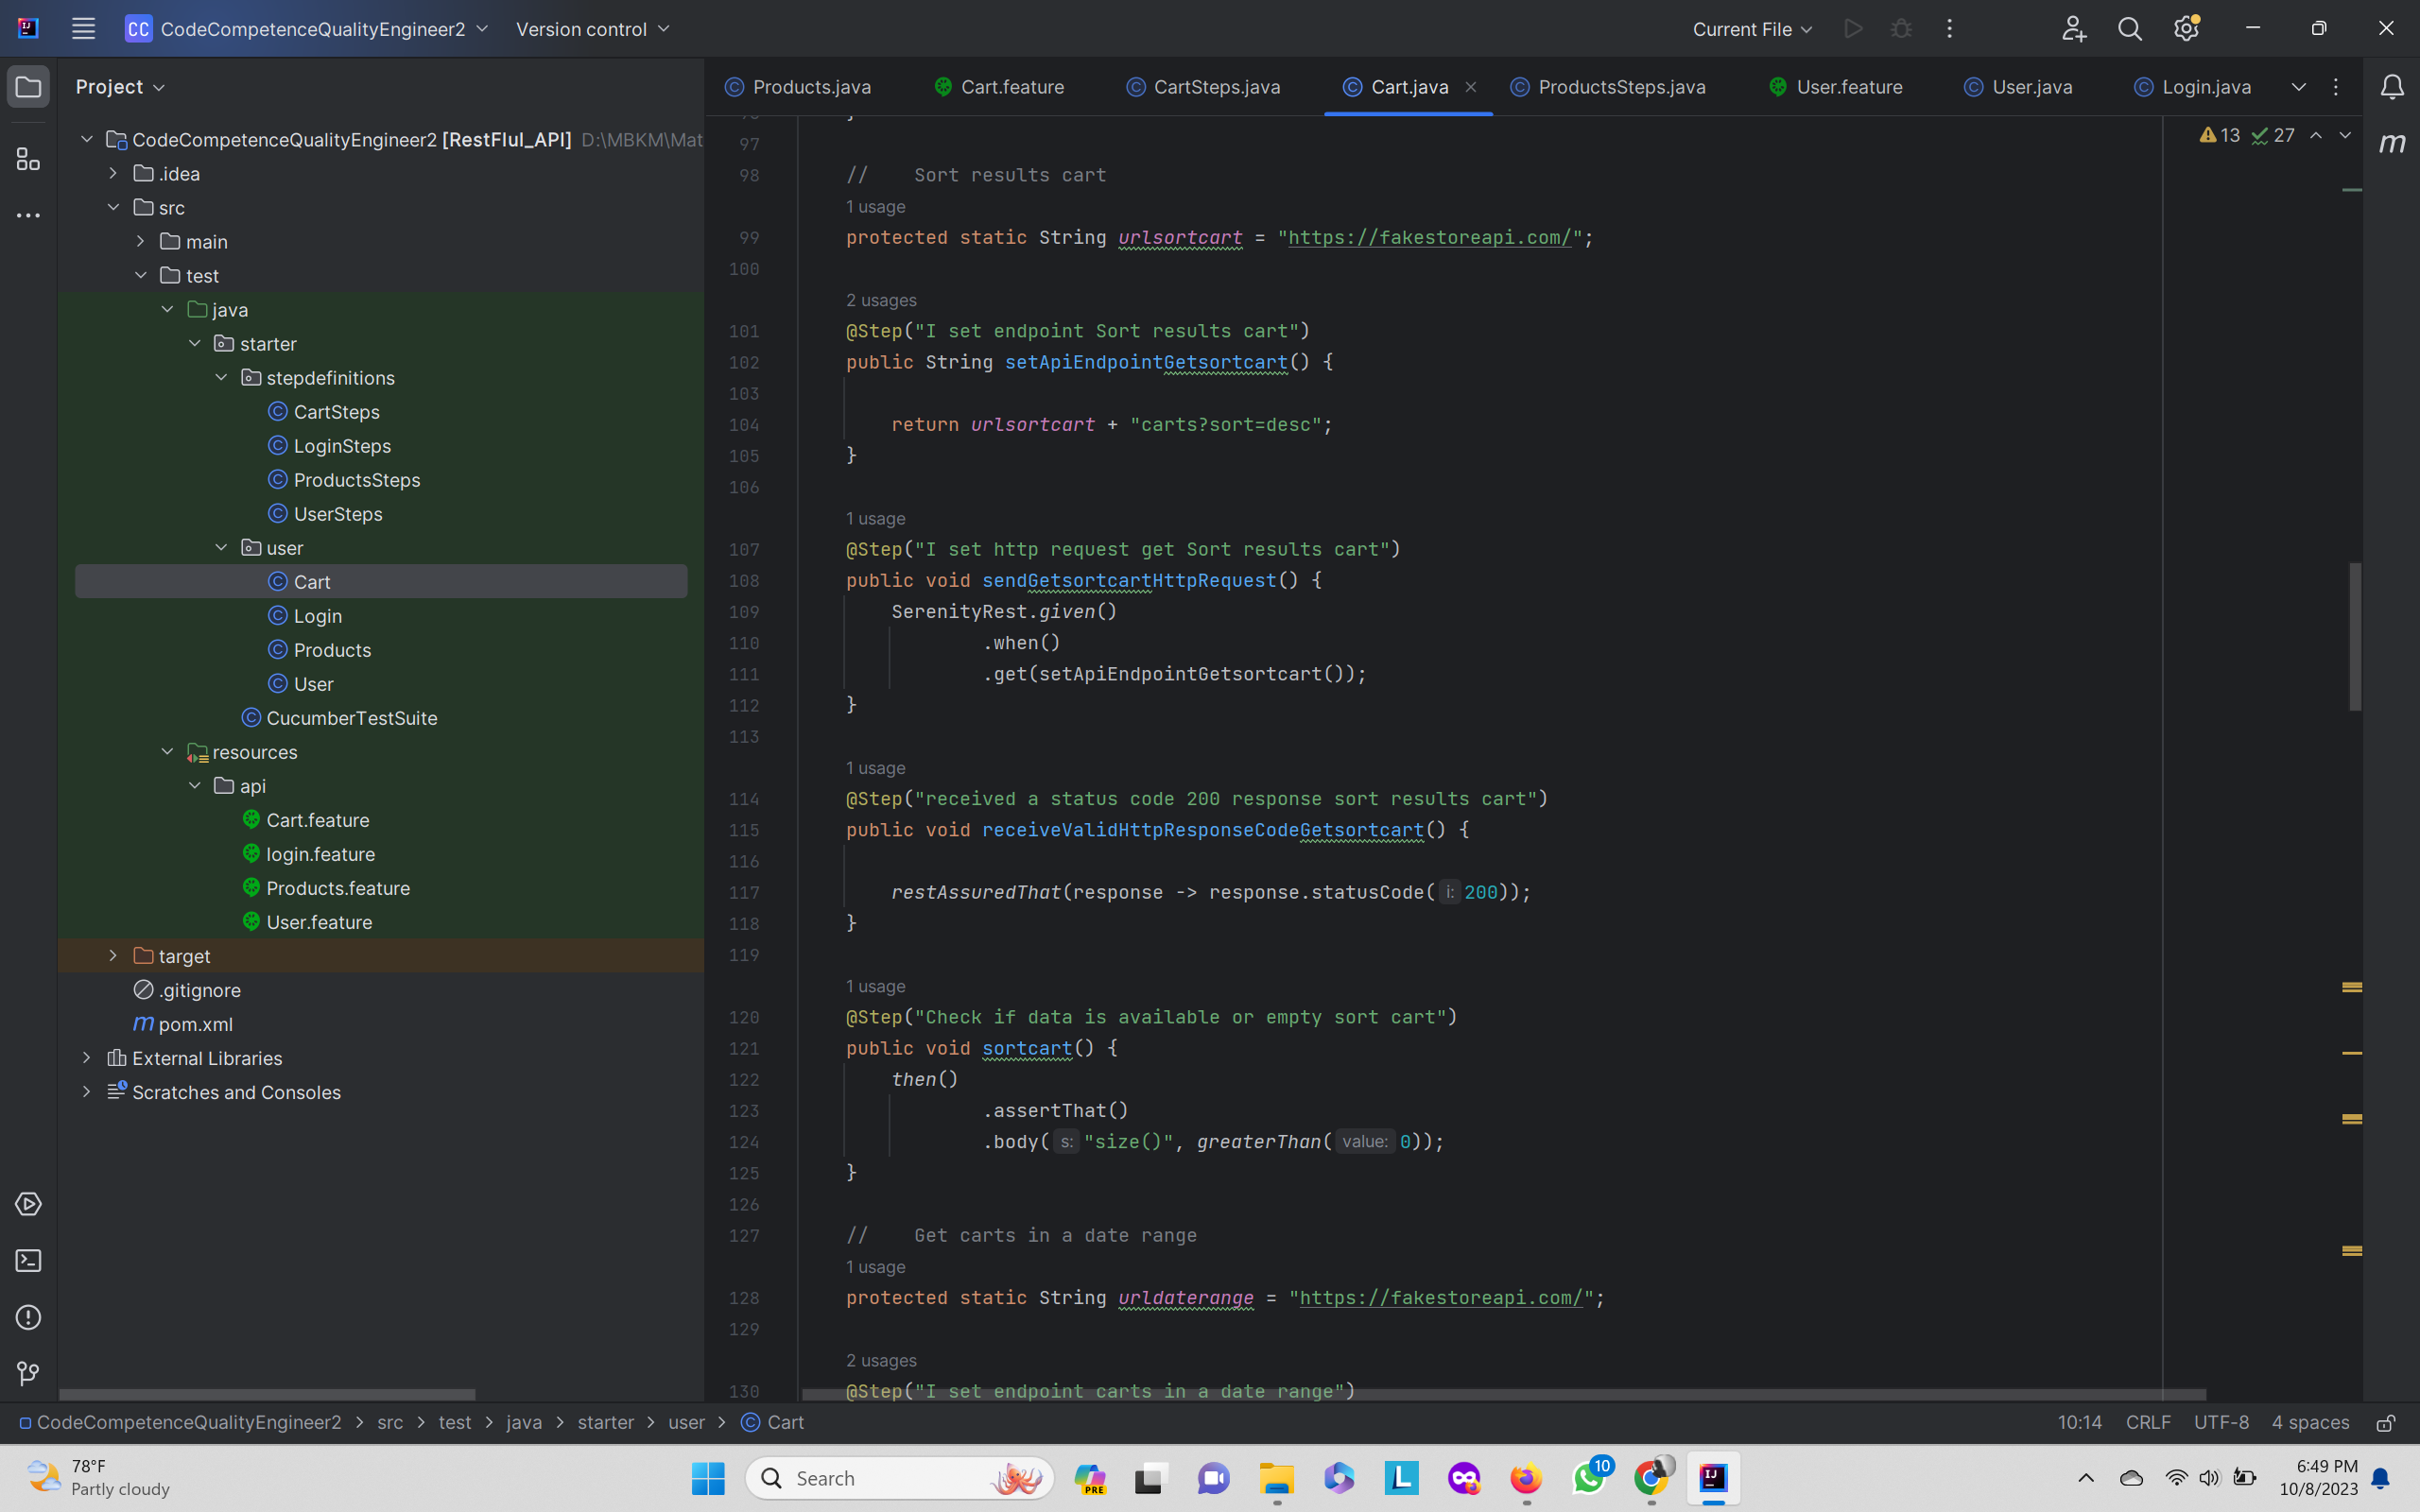 CC CodeCompetenceQualityEngineer2 Version control Current File
Project
CodeCompetenceQualityEngineer2 [RestFlul_API] D:\MBKM\Mat
.idea
src
main
test
java
starter
stepdefinitions
CartSteps
LoginSteps
ProductsSteps
UserSteps
user
Cart
Login
Products
User
CucumberTestSuite
resources
api
Cart.feature
login.feature
Products.feature
User.feature
target
.gitignore
m pom.xml
External Libraries
Scratches and Consoles
Products.java Cart.feature CartSteps.java Cart.java ProductsSteps.java User.feature User.java Login.java
13 27
m
97
98 // Sort results cart
1 usage
99 protected static String urlsortcart = "https://fakestoreapi.com/";
100
2 usages
101 @Step("I set endpoint Sort results cart")
102 public String setApiEndpointGetsortcart() {
103
104 return urlsortcart + "carts?sort=desc";
105 }
106
1 usage
107 @Step("I set http request get Sort results cart")
108 public void sendGetsortcartHttpRequest() {
109 SerenityRest.given()
110 .when()
111 .get(setApiEndpointGetsortcart());
112 }
113
1 usage
114 @Step("received a status code 200 response sort results cart")
115 public void receiveValidHttpResponseCodeGetsortcart() {
116
117 restAssuredThat(response -> response.statusCode( i: 200));
118 }
119
1 usage
120 @Step("Check if data is available or empty sort cart")
121 public void sortcart() {
122 then()
123 .assertThat()
124 .body( s: "size()", greaterThan( value: 0));
125 }
126
127 // Get carts in a date range
1 usage
128 protected static String urldaterange = "https://fakestoreapi.com/";
129
2 usages
130 @Step("I set endpoint carts in a date range")
CodeCompetenceQualityEngineer2 > src > test > java > starter > user > Cart
10:14 CRLF UTF-8 4 spaces
78°F
Partly cloudy
Search
PRE
L
10
IJ
6:49 PM
10/8/2023